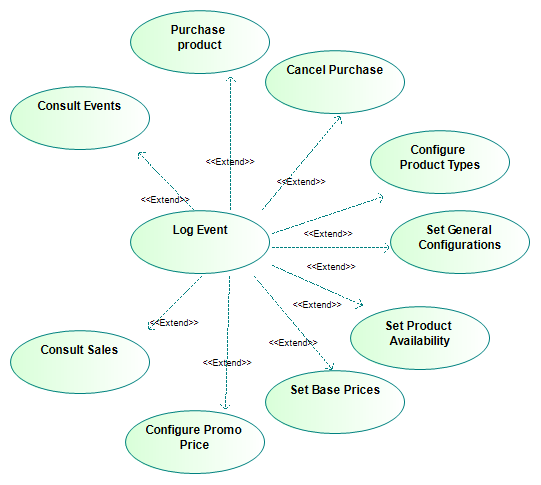 Purchase
product
Cancel Purchase
Consult Events
Configure
Product Types
<<Extend>>
<<Extend>>
<<Extend>>
Log Event
Set General
Configurations
<<Extend>>
<<Extend>>
<<Extend>>
<<Extend>>
Set Product
Availability
Consult Sales
<<Extend>>
<<Extend>>
Set Base Prices
Configure Promo
Price